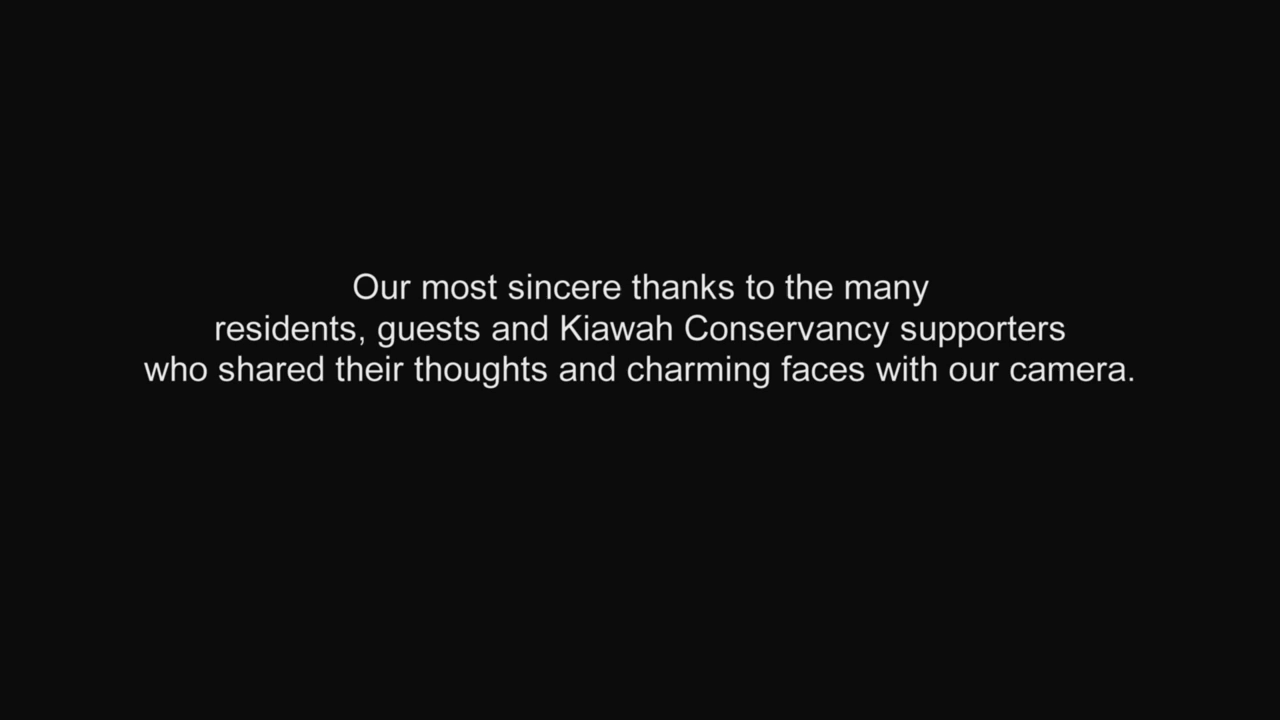 Our most sincere thanks to the many
residents, guests and Kiawah Conservancy supporters
who shared their thoughts and charming faces with our camera.